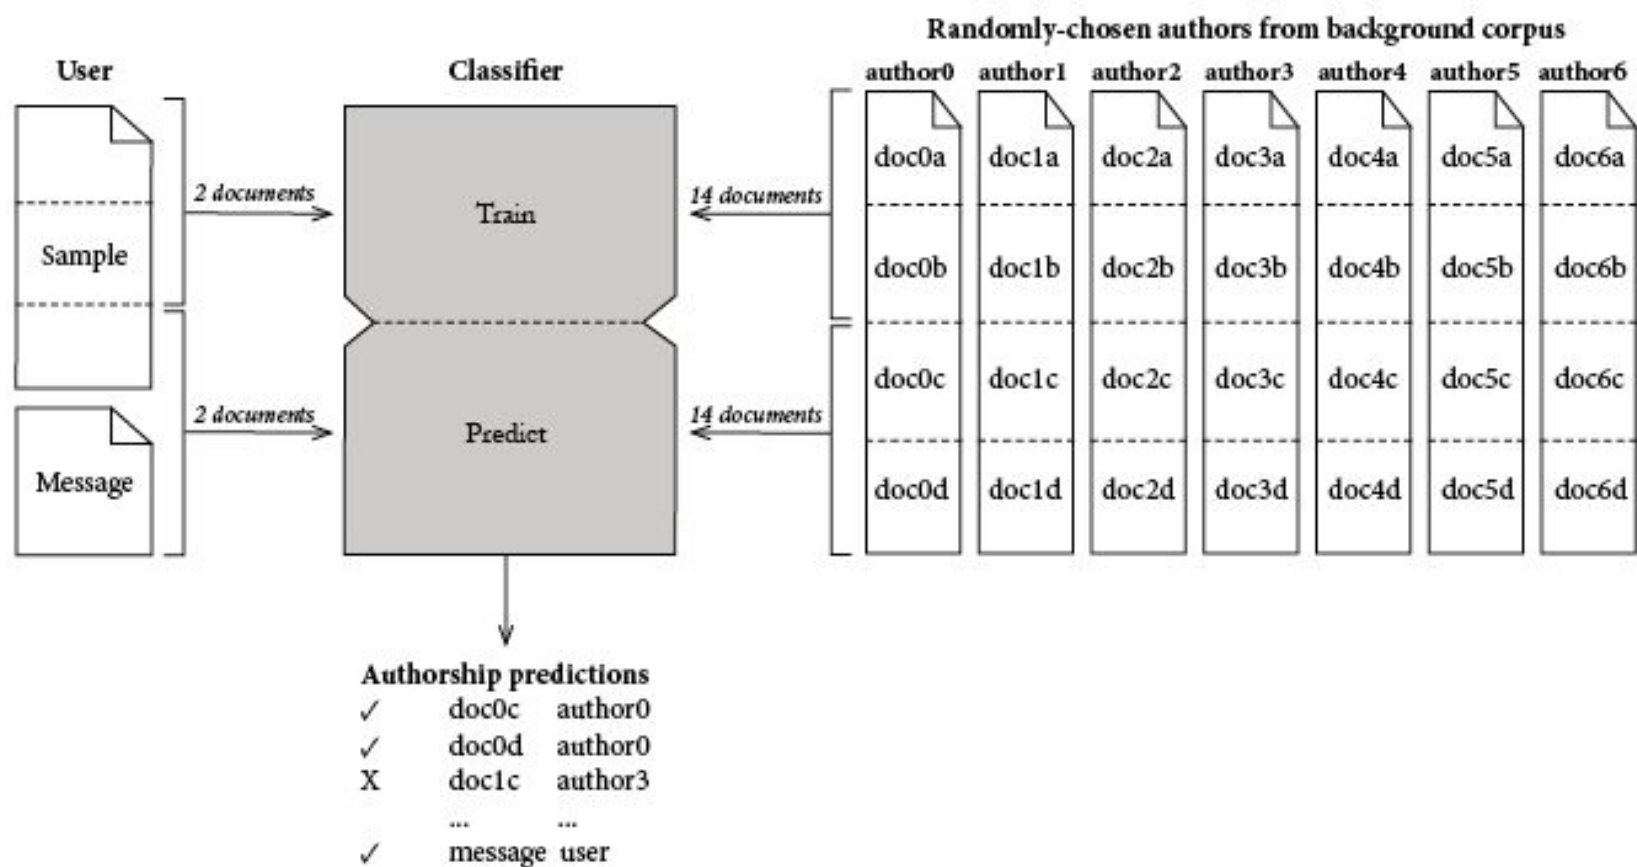 Randomly-chosen authors from background corpus
User Classifier author0 author1 author2 author3 author4 author5 author6
doc0a doc1a doc2a doc3a doc4a doc5a doc6a
2 documents 14 documents
Train
Sample doc0b doc1b doc2b doc3b doc4b doc5b doc6b
doc0c doc1c doc2c doc3c doc4c doc5c doc6c
2 documents 14 documents
Predict
Message doc0d doc1d doc2d doc3d doc4d doc5d doc6d
Authorship predictions
✓ doc0c author0
✓ doc0d author0
X doc1c author3
... ...
✓ message user